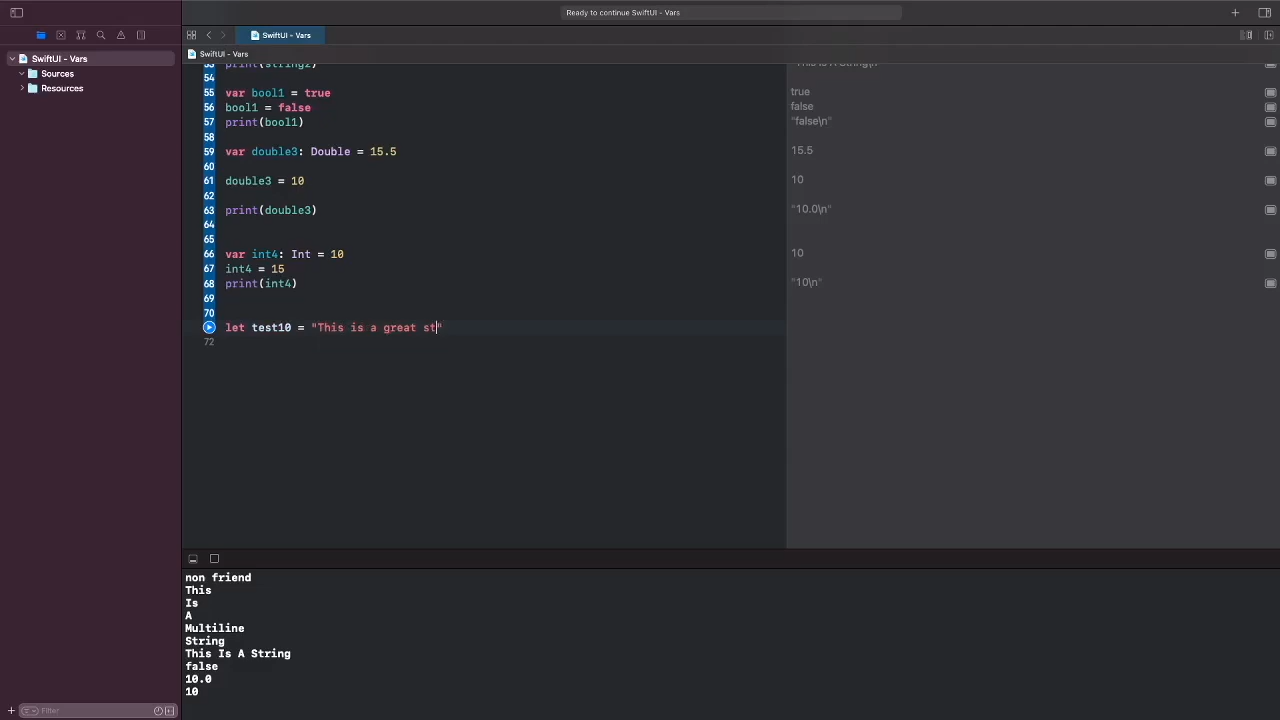 Ready to continue SwiftUI - Vars
SwiftUI - Vars
SwiftUI - Vars
SwiftUI - Vars
Sources
Resources
53 print(string2)
54
55 var bool1 = true
56 bool1 = false
57 print(bool1)
58
59 var double3: Double = 15.5
60
61 double3 = 10
62
63 print(double3)
64
65
66 var int4: Int = 10
67 int4 = 15
68 print(int4)
69
70
let test10 = "This is a great st"
72
"This Is A String\n"
true
false
"false\n"
15.5
10
"10.0\n"
10
"10\n"
non friend
This
Is
A
Multiline
String
This Is A String
false
10.0
10
Filter